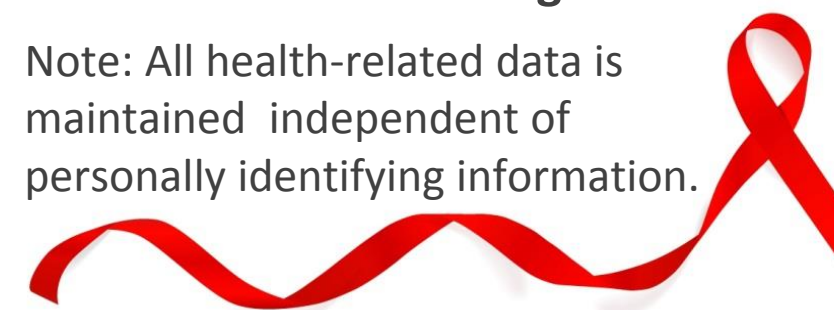 Note: All health-related data is
maintained  independent of
personally identifying information.